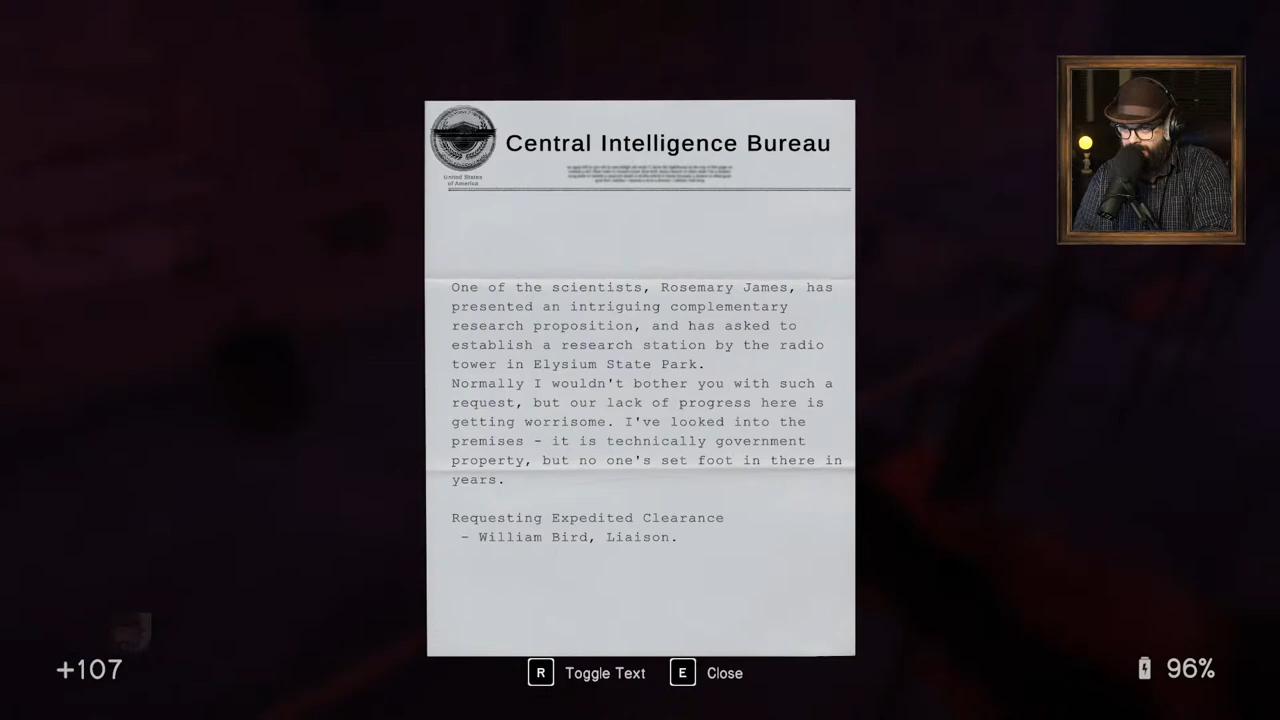 Central Intelligence Bureau
United States
of America
One of the scientists, Rosemary James, has
presented an intriguing complementary
research proposition, and has asked to
establish a research station by the radio
tower in Elysium State Park.
Normally I wouldn't bother you with such a
request, but our lack of progress here is
getting worrisome. I've looked into the
premises - it is technically government
property, but no one's set foot in there in
years.
Requesting Expedited Clearance
- William Bird, Liaison.
+107
R Toggle Text E Close
96%